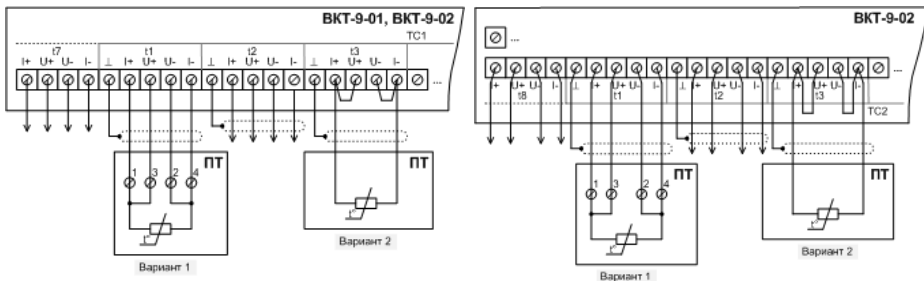 ВКТ-9-01, ВКТ-9-02
ТС1
t7 t1 t2 t3
I+ U+ U- I- ⊥ I+ U+ U- I- ⊥ I+ U+ U- I- ⊥ I+ U+ U- I- ...
ПТ
1 3 2 4
t°
Вариант 1
ПТ
t°
Вариант 2
ВКТ-9-02
...
...
I+ U+ U- I- ⊥ I+ U+ U- I- ⊥ I+ U+ U- I- ⊥ I+ U+ U- I-
t8 t1 t2 t3
ТС2
ПТ
1 3 2 4
t°
Вариант 1
ПТ
t°
Вариант 2